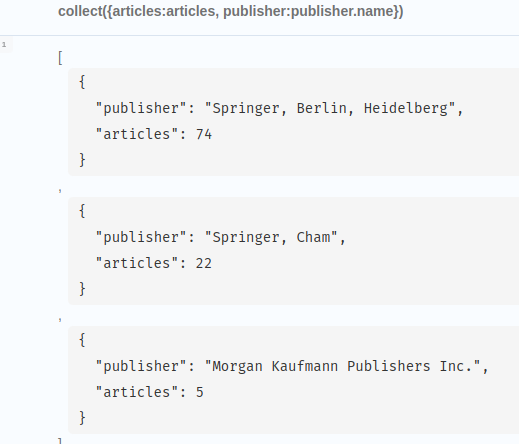 collect({articles:articles, publisher:publisher.name})
1
[
{
"publisher": "Springer, Berlin, Heidelberg",
"articles": 74
}
,
{
"publisher": "Springer, Cham",
"articles": 22
}
,
{
"publisher": "Morgan Kaufmann Publishers Inc.",
"articles": 5
}
]